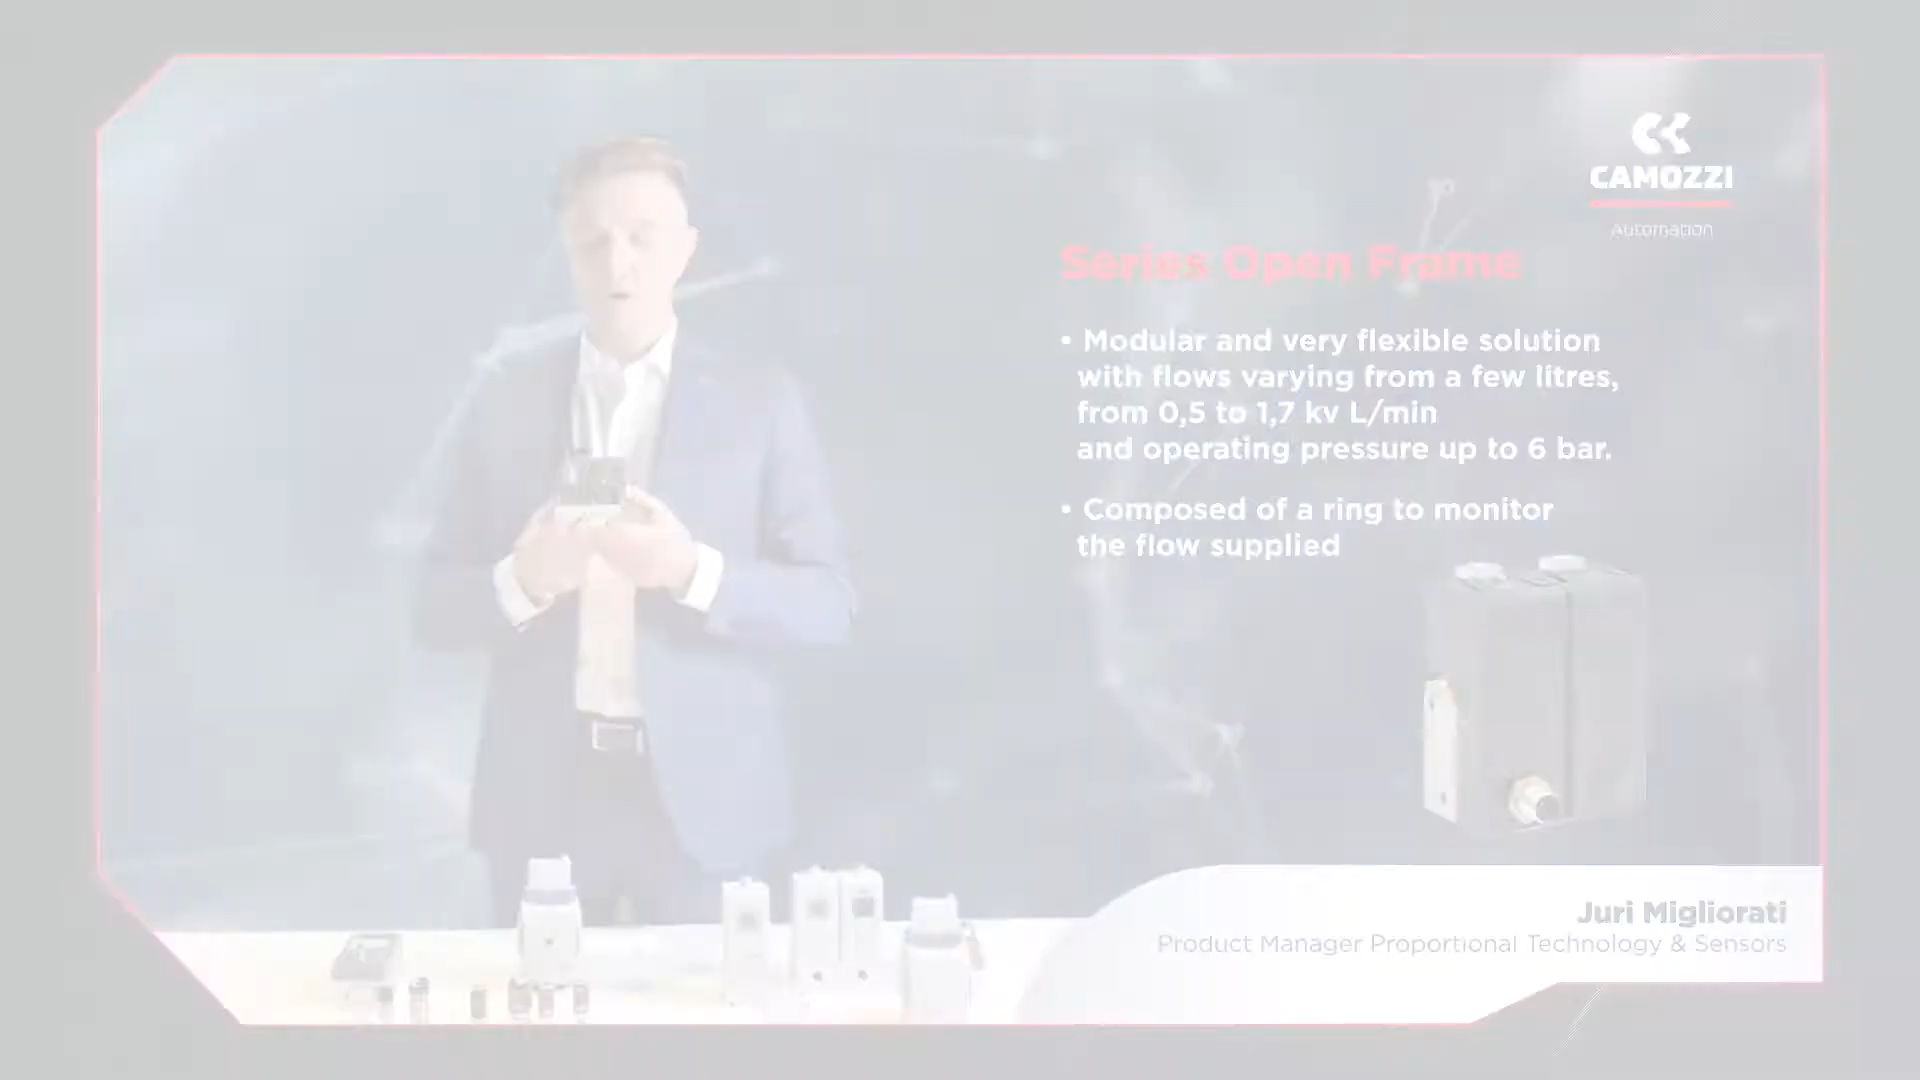 CAMOZZI
Automation
Series Open Frame
• Modular and very flexible solution
with flows varying from a few litres,
from 0,5 to 1,7 kv L/min
and operating pressure up to 6 bar.
• Composed of a ring to monitor
the flow supplied
Juri Migliorati
Product Manager Proportional Technology & Sensors